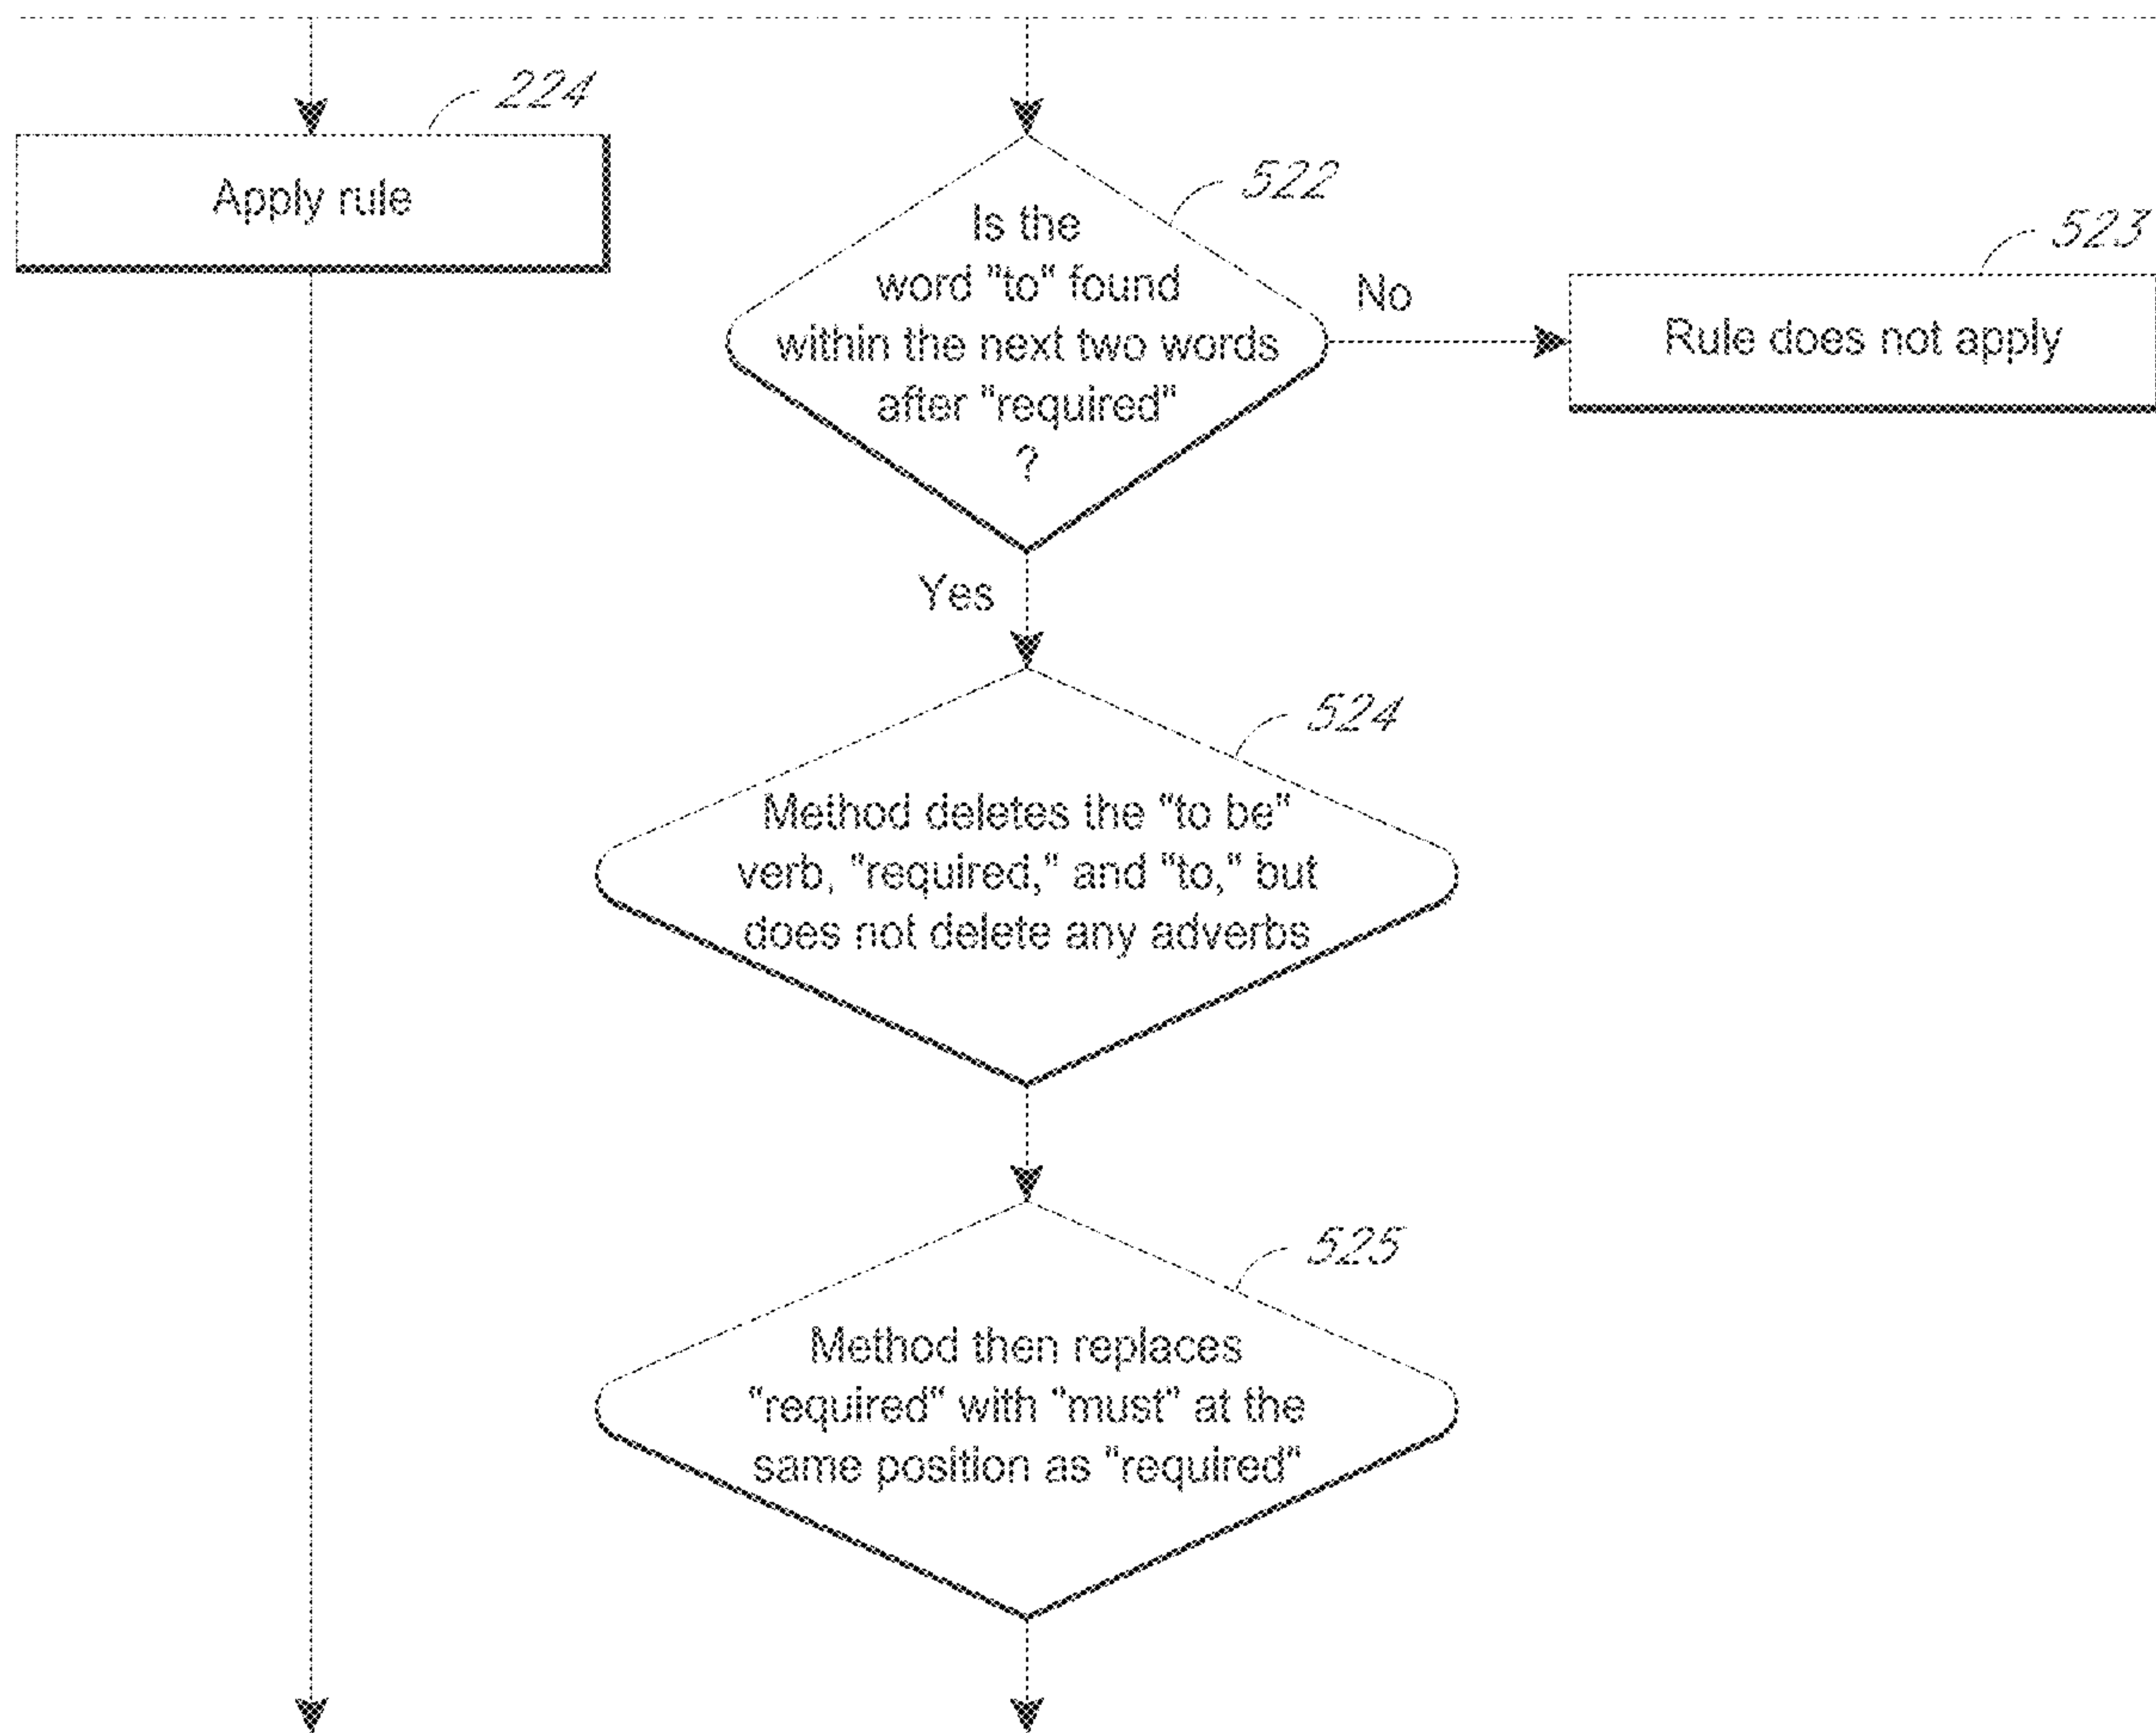 224
Apply rule
522
Is the
word "to" found
within the next two words
after "required"
?
No
523
Rule does not apply
Yes
524
Method deletes the "to be"
verb, "required," and "to," but
does not delete any adverbs
525
Method then replaces
"required" with "must" at the
same position as "required"